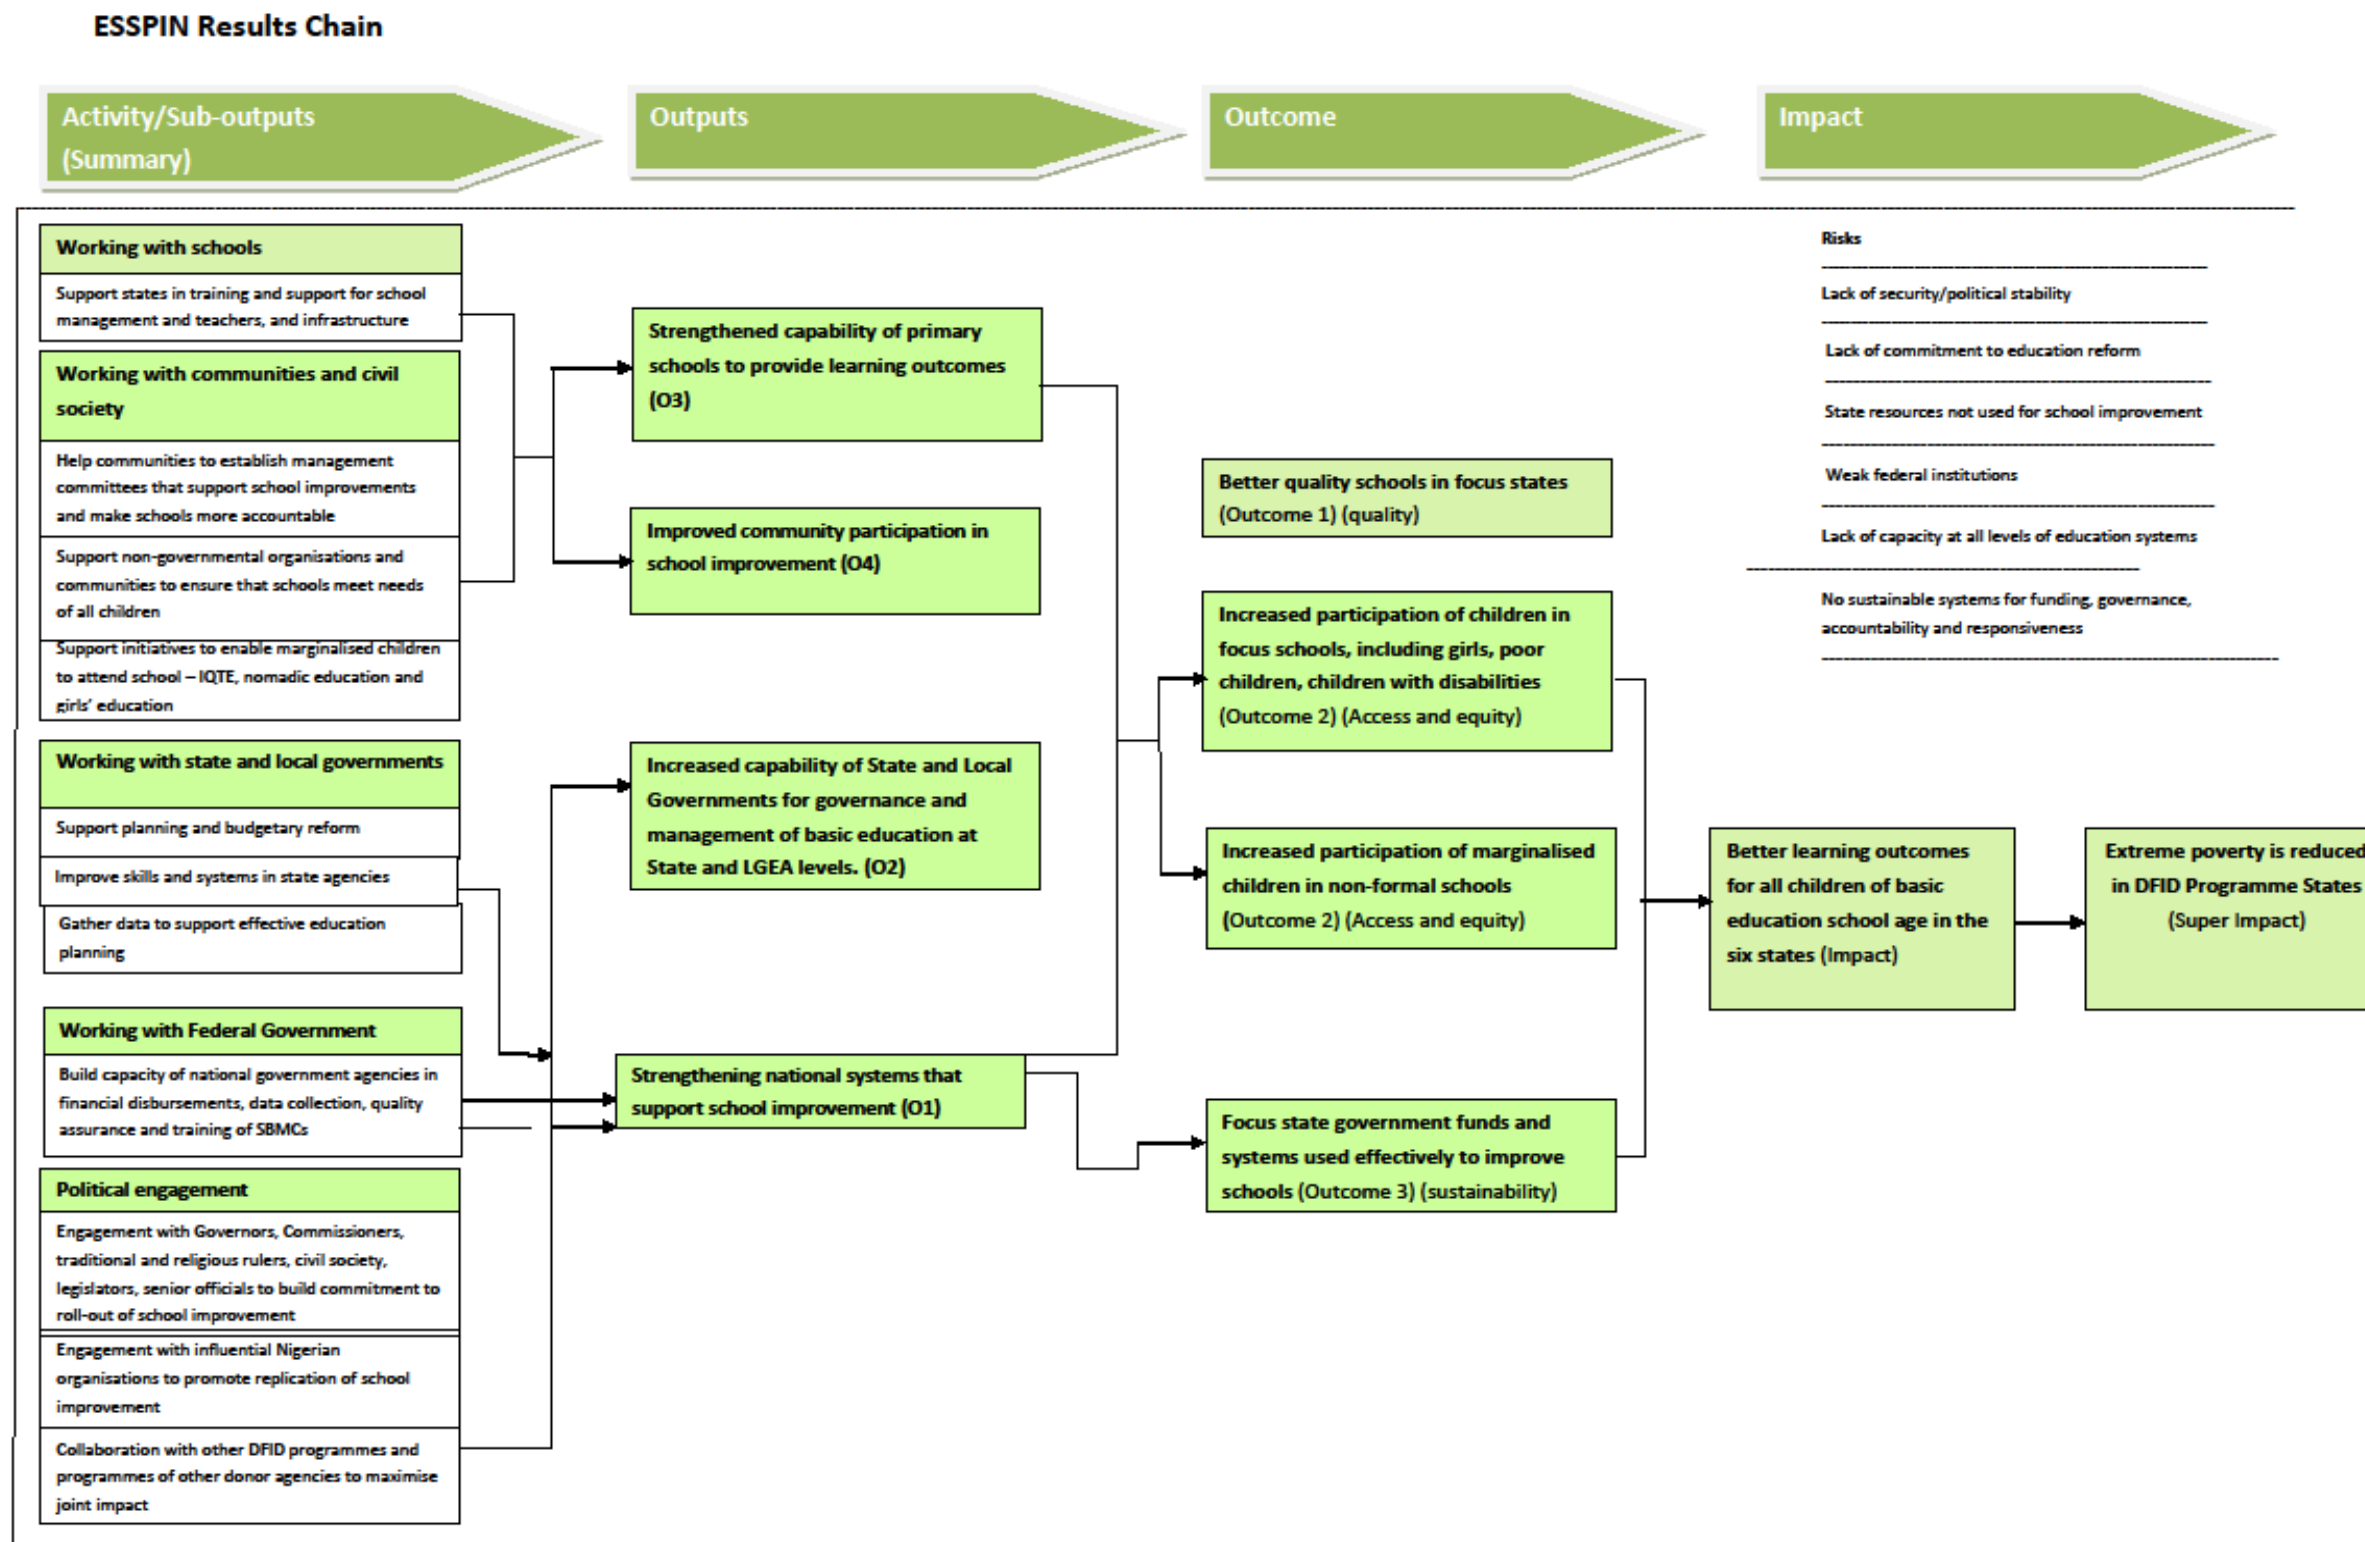 ESSPIN Results Chain
Activity/Sub-outputs
(Summary)
Outputs
Outcome
Impact
Working with schools
Support states in training and support for school
management and teachers, and infrastructure
Working with communities and civil
society
Help communities to establish management
committees that support school improvements
and make schools more accountable
Support non-governmental organisations and
communities to ensure that schools meet needs
of all children
Support initiatives to enable marginalised children
to attend school – IQTE, nomadic education and
girls' education
Working with state and local governments
Support planning and budgetary reform
Improve skills and systems in state agencies
Gather data to support effective education
planning
Working with Federal Government
Build capacity of national government agencies in
financial disbursements, data collection, quality
assurance and training of SBMCs
Political engagement
Engagement with Governors, Commissioners,
traditional and religious rulers, civil society,
legislators, senior officials to build commitment to
roll-out of school improvement
Engagement with influential Nigerian
organisations to promote replication of school
improvement
Collaboration with other DFID programmes and
programmes of other donor agencies to maximise
joint impact
Strengthened capability of primary
schools to provide learning outcomes
(O3)
Improved community participation in
school improvement (O4)
Increased capability of State and Local
Governments for governance and
management of basic education at
State and LGEA levels. (O2)
Strengthening national systems that
support school improvement (O1)
Better quality schools in focus states
(Outcome 1) (quality)
Increased participation of children in
focus schools, including girls, poor
children, children with disabilities
(Outcome 2) (Access and equity)
Increased participation of marginalised
children in non-formal schools
(Outcome 2) (Access and equity)
Focus state government funds and
systems used effectively to improve
schools (Outcome 3) (sustainability)
Risks
Lack of security/political stability
Lack of commitment to education reform
State resources not used for school improvement
Weak federal institutions
Lack of capacity at all levels of education systems
No sustainable systems for funding, governance,
accountability and responsiveness
Better learning outcomes
for all children of basic
education school age in the
six states (Impact)
Extreme poverty is reduced
in DFID Programme States
(Super Impact)